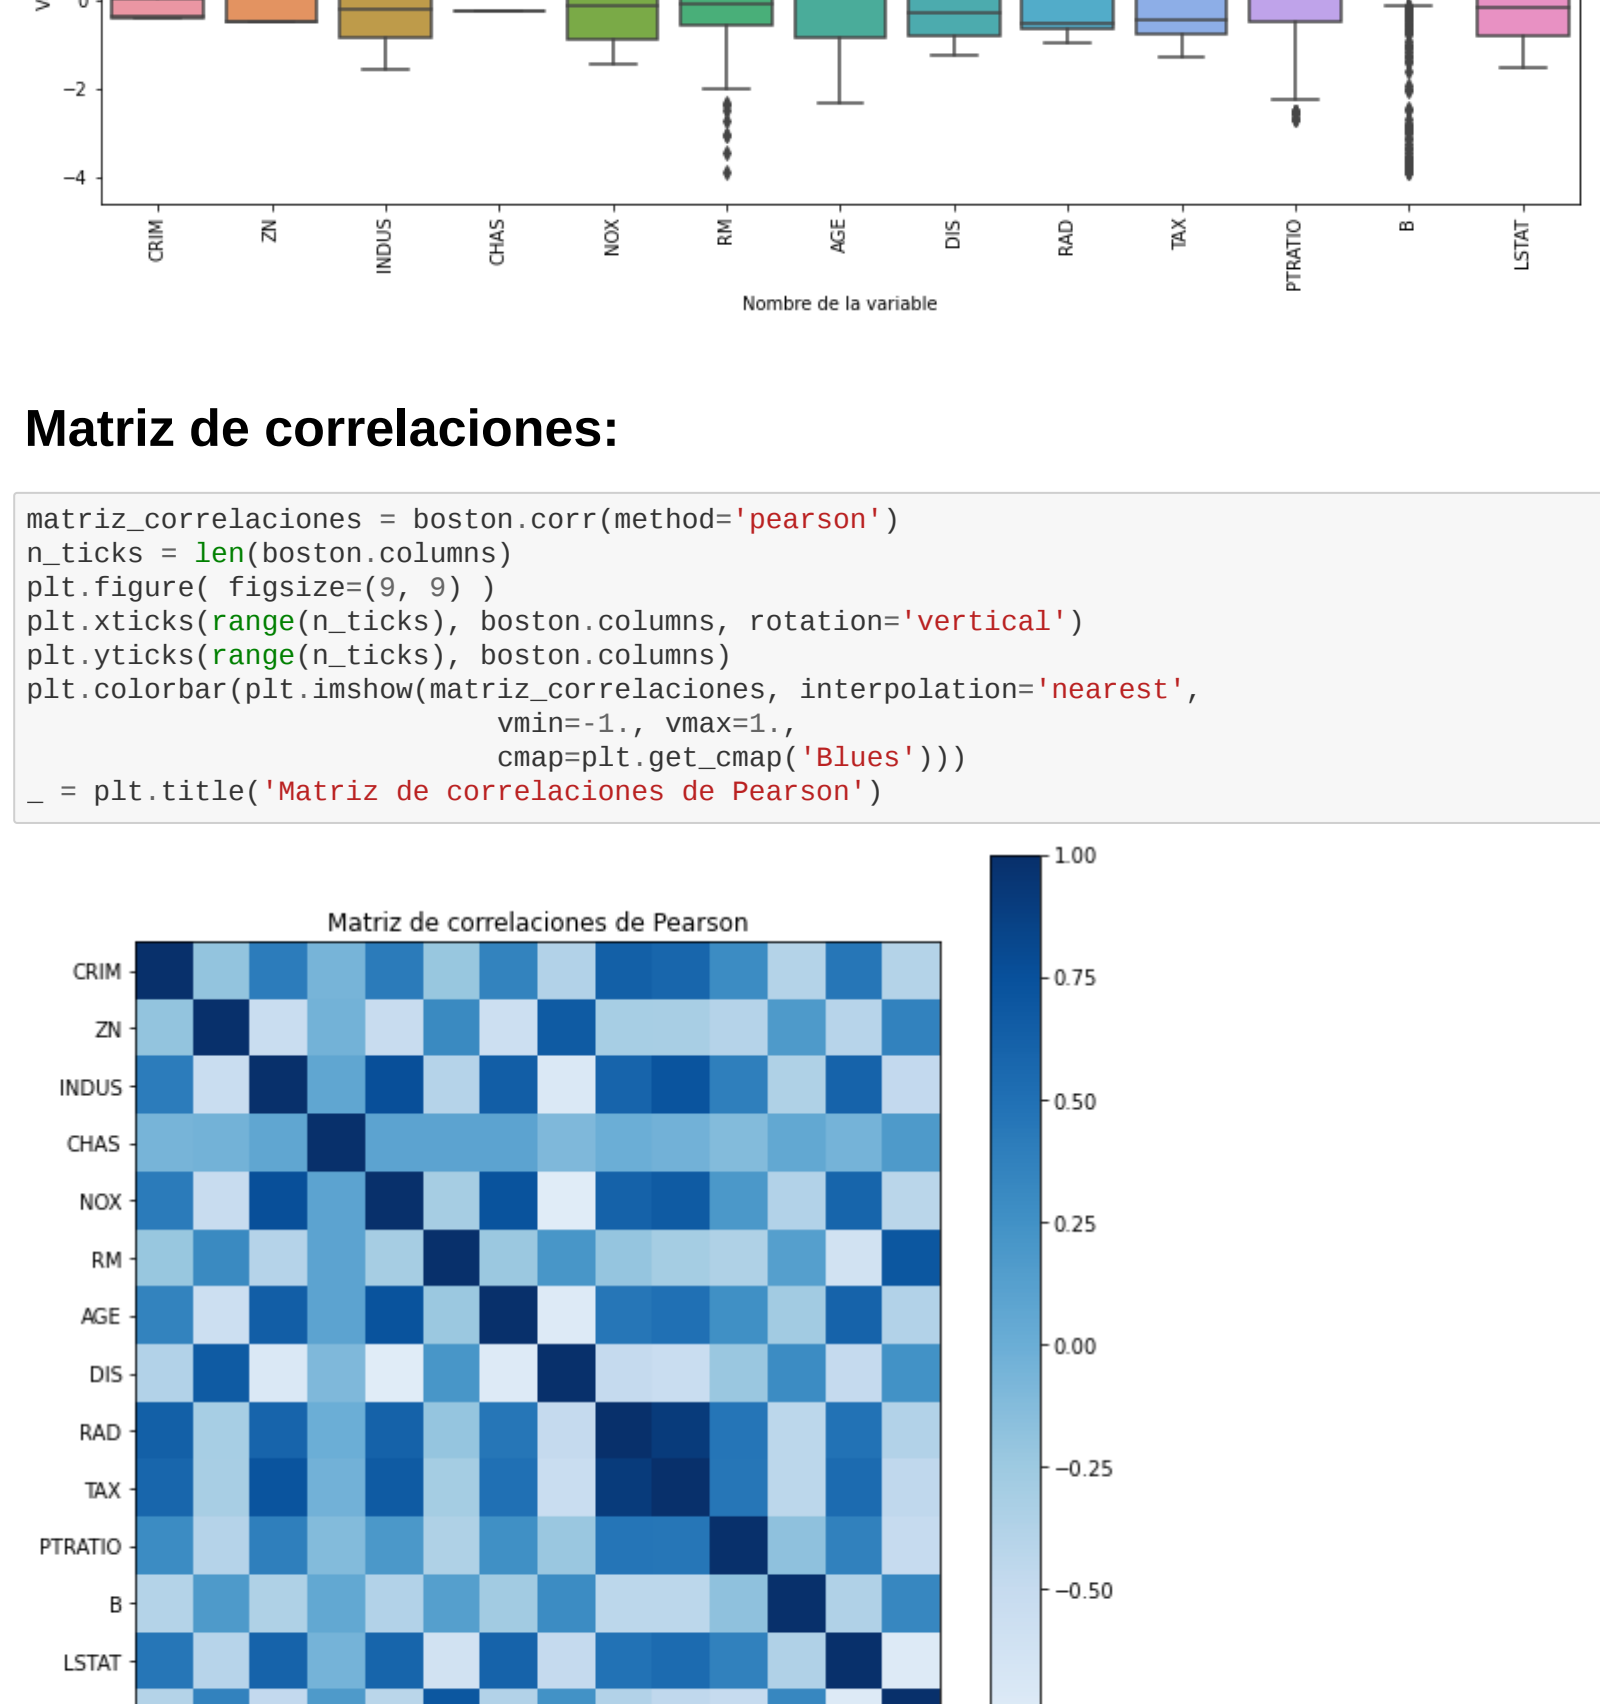 0
−2
−4
CRIM
ZN
INDUS
CHAS
NOX
RM
AGE
DIS
RAD
TAX
PTRATIO
B
LSTAT
Nombre de la variable
Matriz de correlaciones:
matriz_correlaciones = boston.corr(method='pearson')
n_ticks = len(boston.columns)
plt.figure( figsize=(9, 9) )
plt.xticks(range(n_ticks), boston.columns, rotation='vertical')
plt.yticks(range(n_ticks), boston.columns)
plt.colorbar(plt.imshow(matriz_correlaciones, interpolation='nearest',
                            vmin=-1., vmax=1.,
                            cmap=plt.get_cmap('Blues')))
_ = plt.title('Matriz de correlaciones de Pearson')
Matriz de correlaciones de Pearson
CRIM
ZN
INDUS
CHAS
NOX
RM
AGE
DIS
RAD
TAX
PTRATIO
B
LSTAT
1.00
0.75
0.50
0.25
0.00
−0.25
−0.50